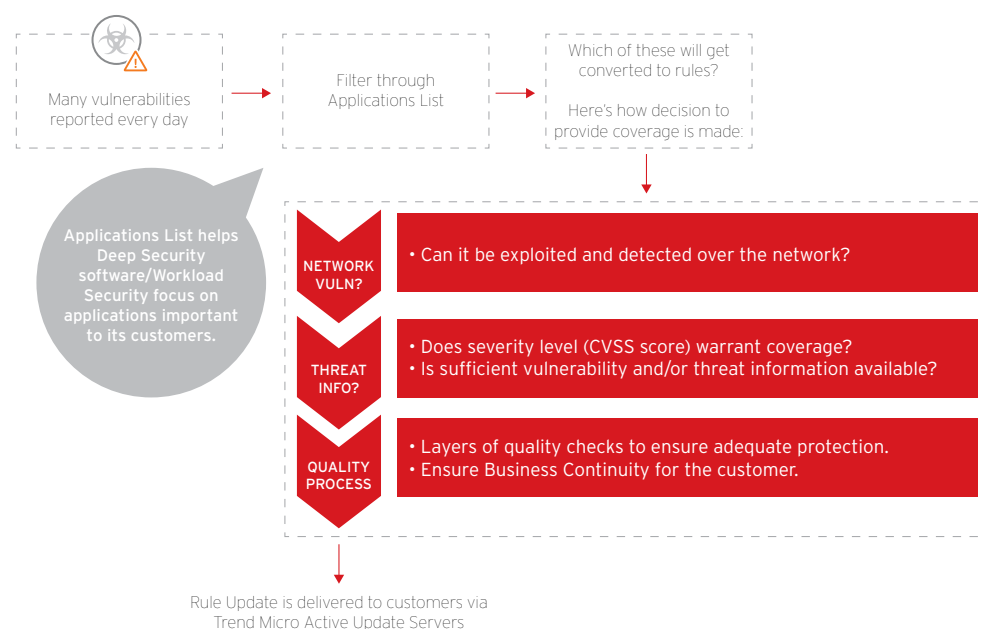 Many vulnerabilities
reported every day
Filter through
Applications List
Which of these will get
converted to rules?
Here's how decision to
provide coverage is made:
Applications List helps
Deep Security
software/Workload
Security focus on
applications important
to its customers.
NETWORK
VULN?
• Can it be exploited and detected over the network?
THREAT
INFO?
• Does severity level (CVSS score) warrant coverage?
• Is sufficient vulnerability and/or threat information available?
QUALITY
PROCESS
• Layers of quality checks to ensure adequate protection.
• Ensure Business Continuity for the customer.
Rule Update is delivered to customers via
Trend Micro Active Update Servers